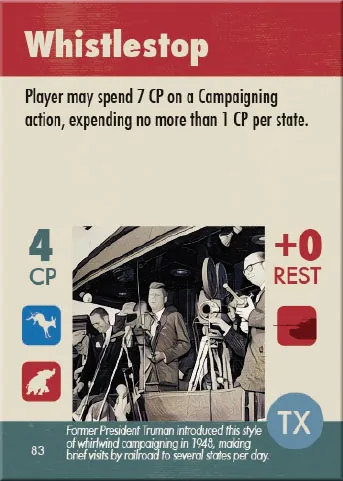 Whistlestop
Player may spend 7 CP on a Campaigning
action, expending no more than 1 CP per state.
4
CP
+0
REST
TX
83
Former President Truman introduced this style
of whirlwind campaigning in 1948, making
brief visits by railroad to several states per day.